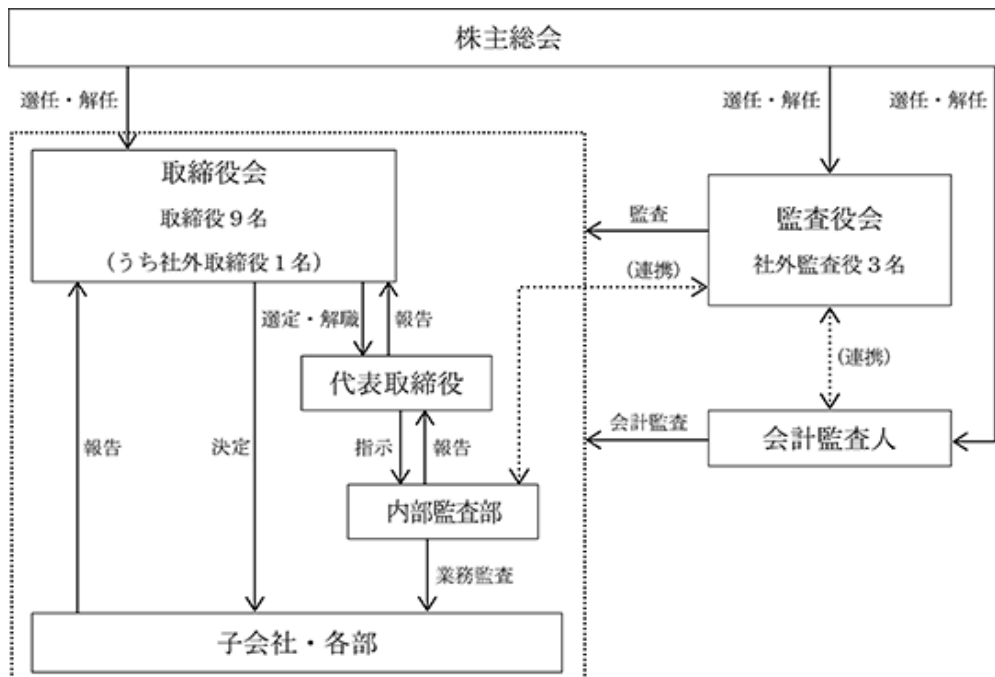 株主総会
選任・解任
選任・解任
選任・解任
取締役会
取締役９名
（うち社外取締役１名）
監査役会
社外監査役３名
監査
(連携)
選定・解職
報告
代表取締役
(連携)
報告
決定
指示
報告
会計監査
会計監査人
内部監査部
業務監査
子会社・各部